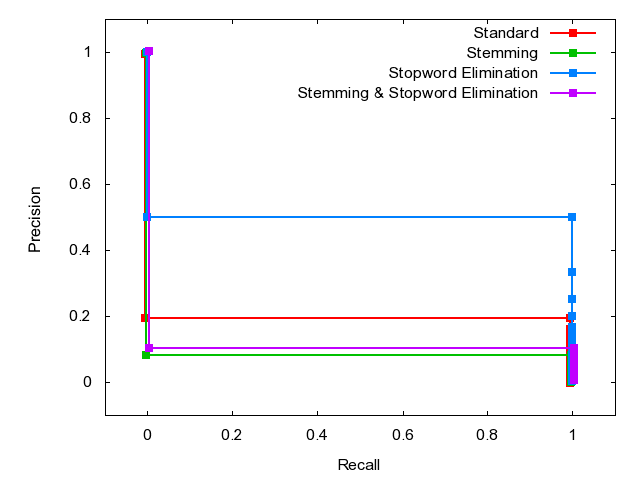 Standard
Stemming
Stopword Elimination
Stemming & Stopword Elimination
1
0.8
0.6
0.4
0.2
0
Precision
0 0.2 0.4 0.6 0.8 1
Recall